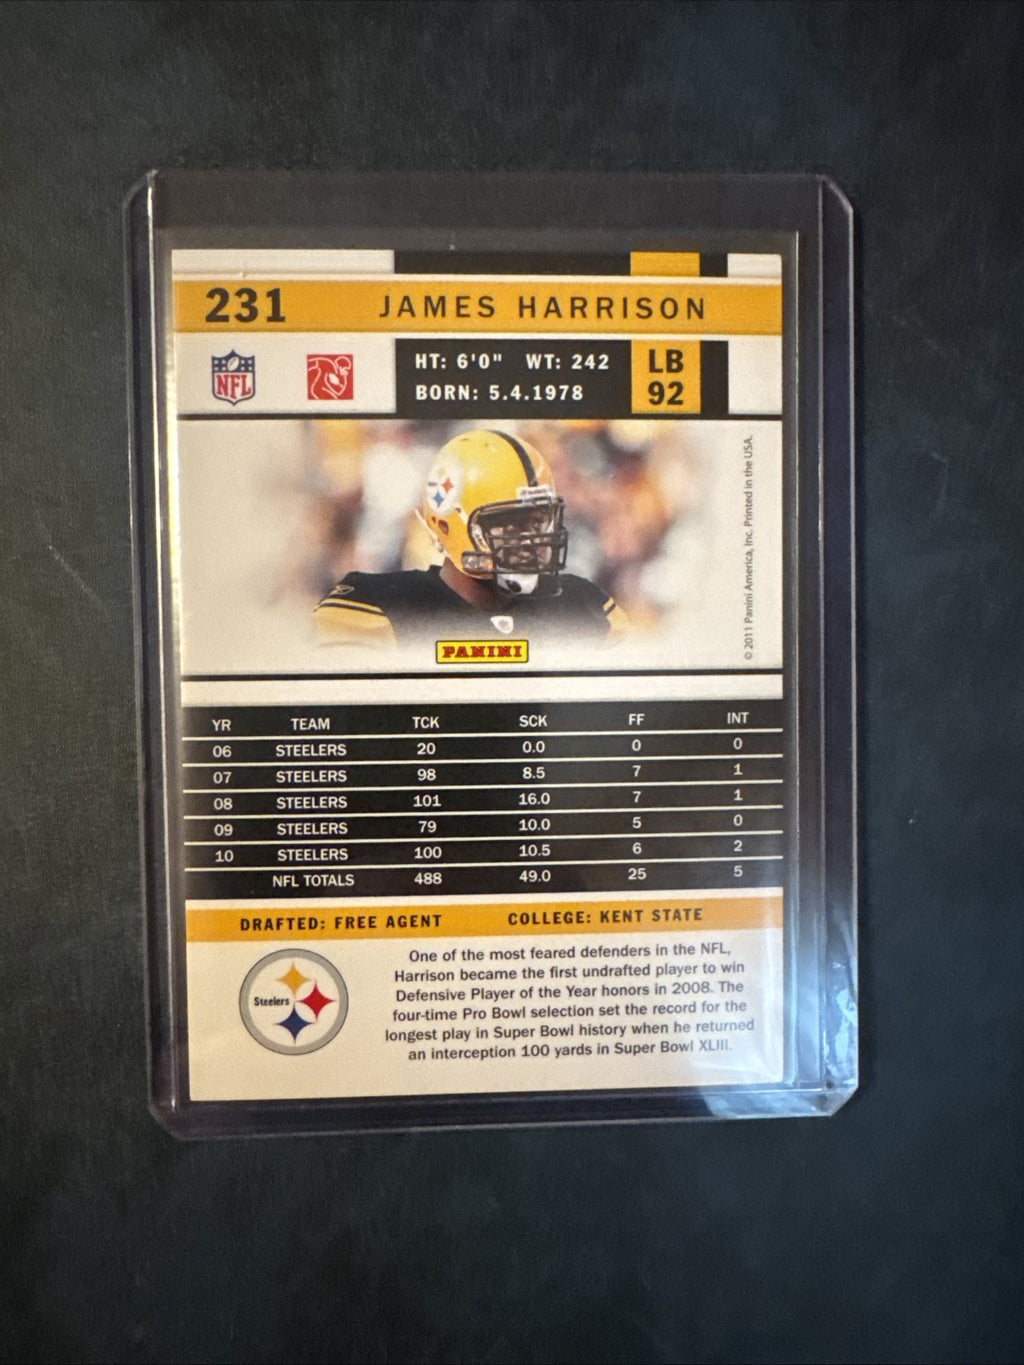 231 JAMES HARRISON
NFL
HT: 6'0" WT: 242
BORN: 5.4.1978
LB
92
© 2011 Panini America, Inc. Printed in the USA.
PANINI
YR TEAM TCK SCK FF INT
06 STEELERS 20 0.0 0 0
07 STEELERS 98 8.5 7 1
08 STEELERS 101 16.0 7 1
09 STEELERS 79 10.0 5 0
10 STEELERS 100 10.5 6 2
NFL TOTALS 488 49.0 25 5
DRAFTED: FREE AGENT COLLEGE: KENT STATE
Steelers
One of the most feared defenders in the NFL,
Harrison became the first undrafted player to win
Defensive Player of the Year honors in 2008. The
four-time Pro Bowl selection set the record for the
longest play in Super Bowl history when he returned
an interception 100 yards in Super Bowl XLIII.